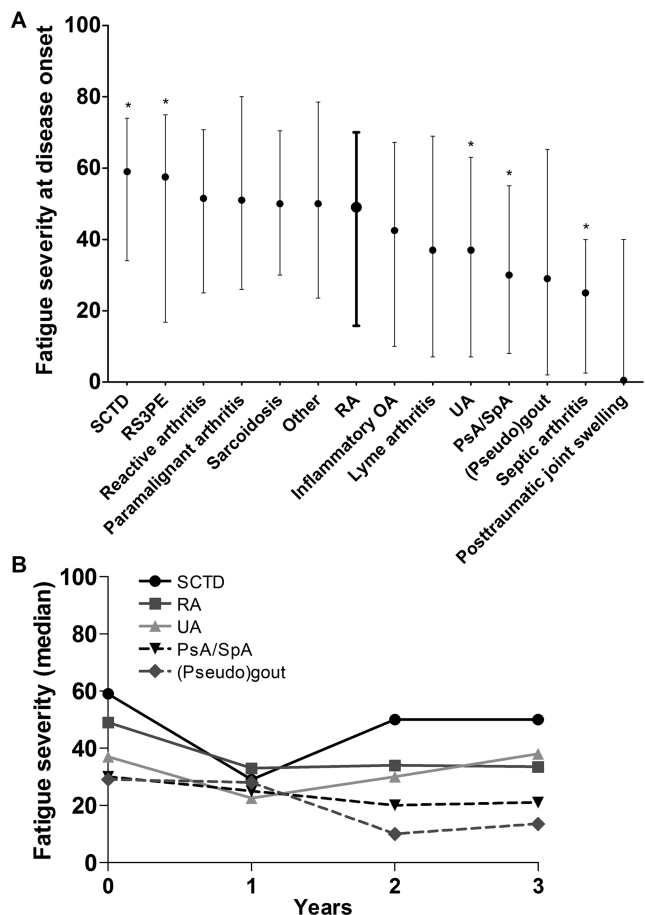 A
Fatigue severity at disease onset
100
80
60
40
20
0
*
*
*
*
*
SCTD
RS3PE
Reactive arthritis
Paramalignant arthritis
Sarcoidosis
Other
RA
Inflammatory OA
Lyme arthritis
UA
PsA/SpA
(Pseudo)gout
Septic arthritis
Posttraumatic joint swelling
B
Fatigue severity (median)
100
80
60
40
20
0
SCTD
RA
UA
PsA/SpA
(Pseudo)gout
0 1 2 3
Years